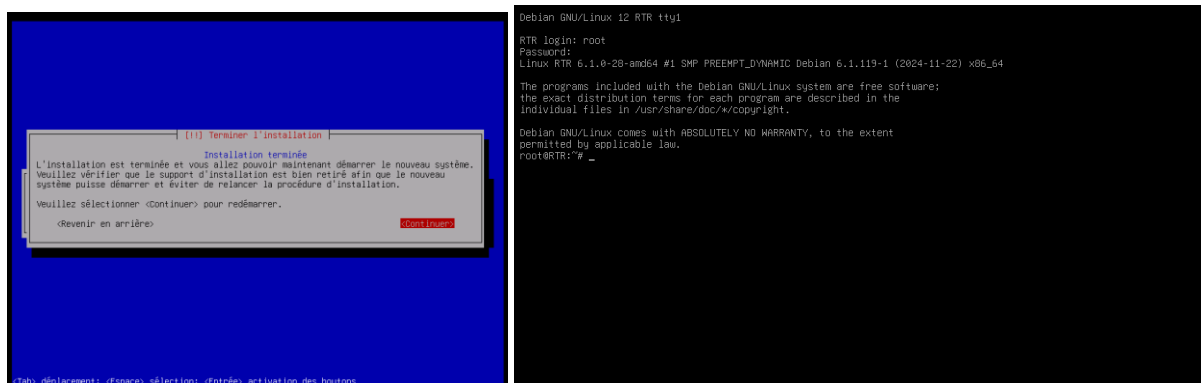 [!!] Terminer l'installation
Installation terminée
L'installation est terminée et vous allez pouvoir maintenant démarrer le nouveau système.
Veuillez vérifier que le support d'installation est bien retiré afin que le nouveau
système puisse démarrer et éviter de relancer la procédure d'installation.
Veuillez sélectionner <Continuer> pour redémarrer.
<Revenir en arrière> <Continuer>
<Tab> déplacement; <Espace> sélection; <Entrée> activation des boutons
Debian GNU/Linux 12 RTR tty1
RTR login: root
Password:
Linux RTR 6.1.0-28-amd64 #1 SMP PREEMPT_DYNAMIC Debian 6.1.119-1 (2024-11-22) x86_64
The programs included with the Debian GNU/Linux system are free software;
the exact distribution terms for each program are described in the
individual files in /usr/share/doc/*/copyright.
Debian GNU/Linux comes with ABSOLUTELY NO WARRANTY, to the extent
permitted by applicable law.
root@RTR:~# _